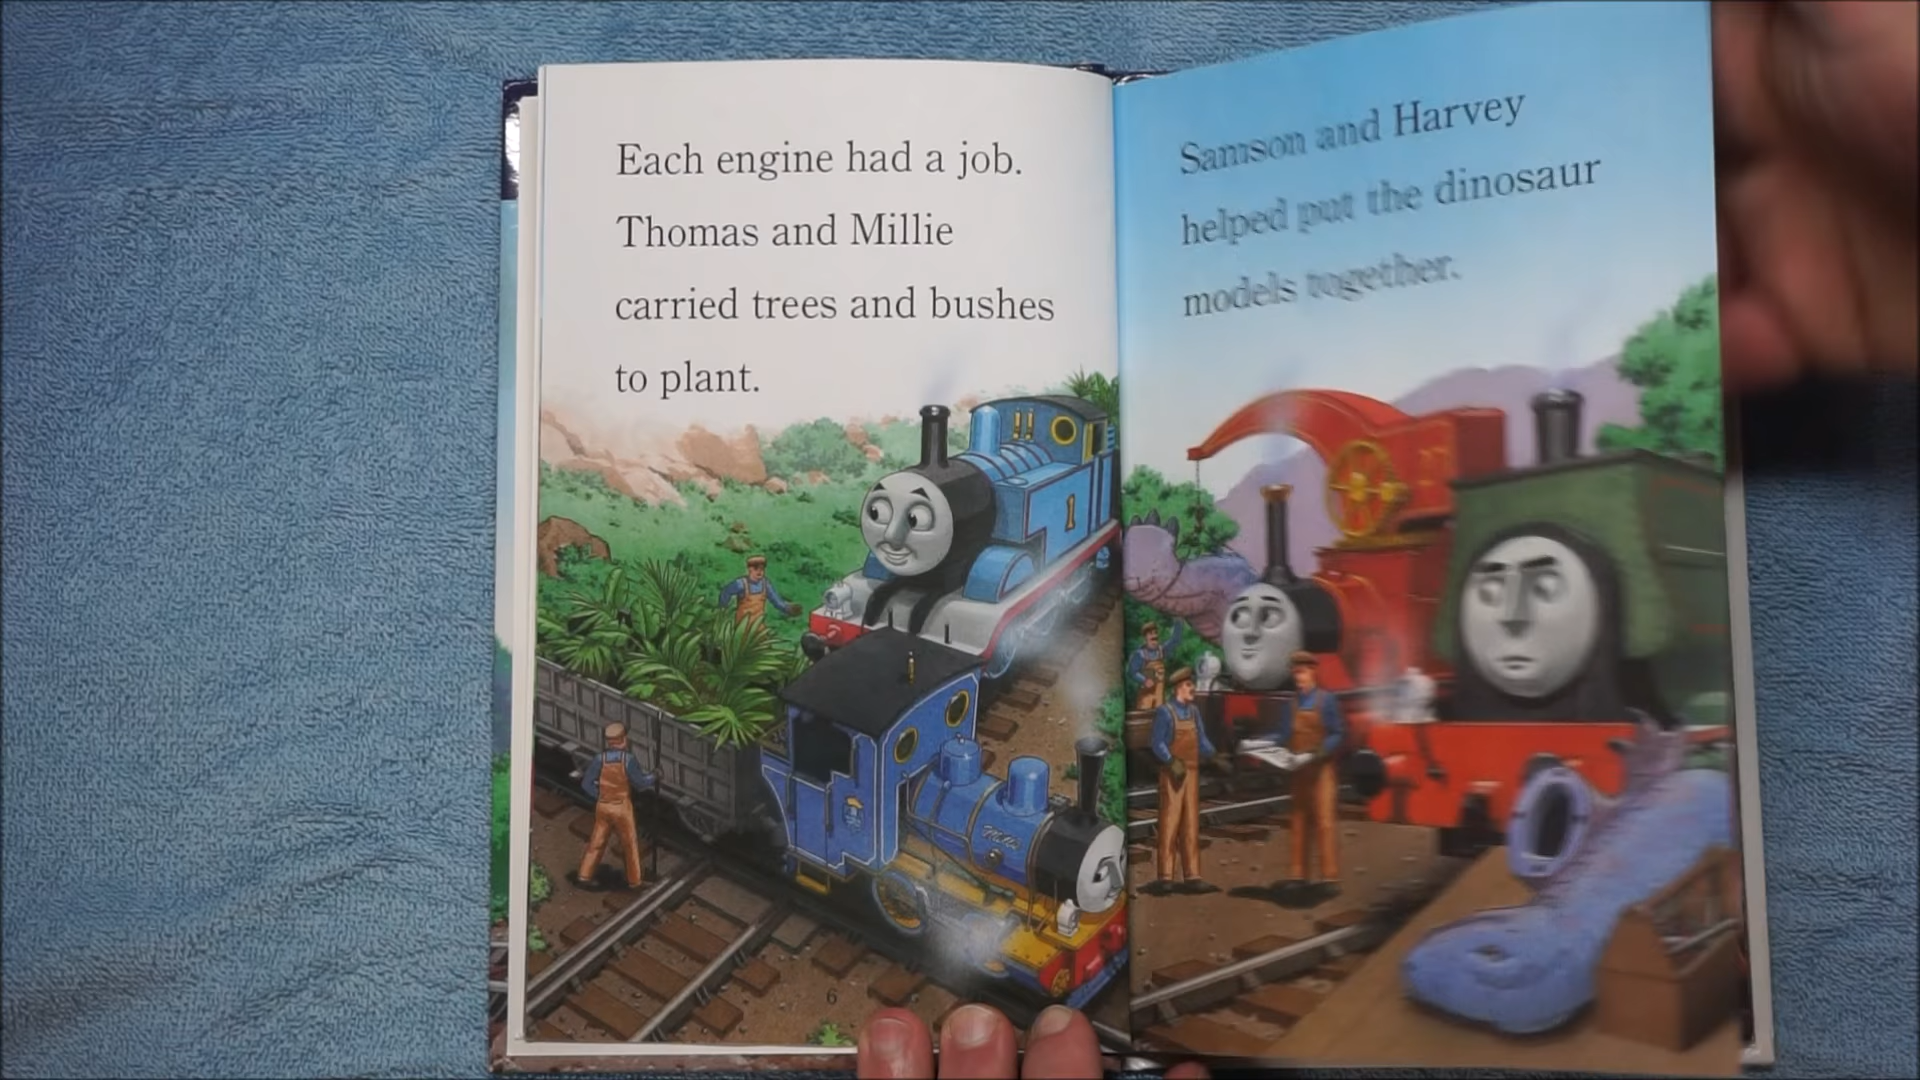 Each engine had a job.
Thomas and Millie
carried trees and bushes
to plant.
1
6
Samson and Harvey
helped put the dinosaur
models together.